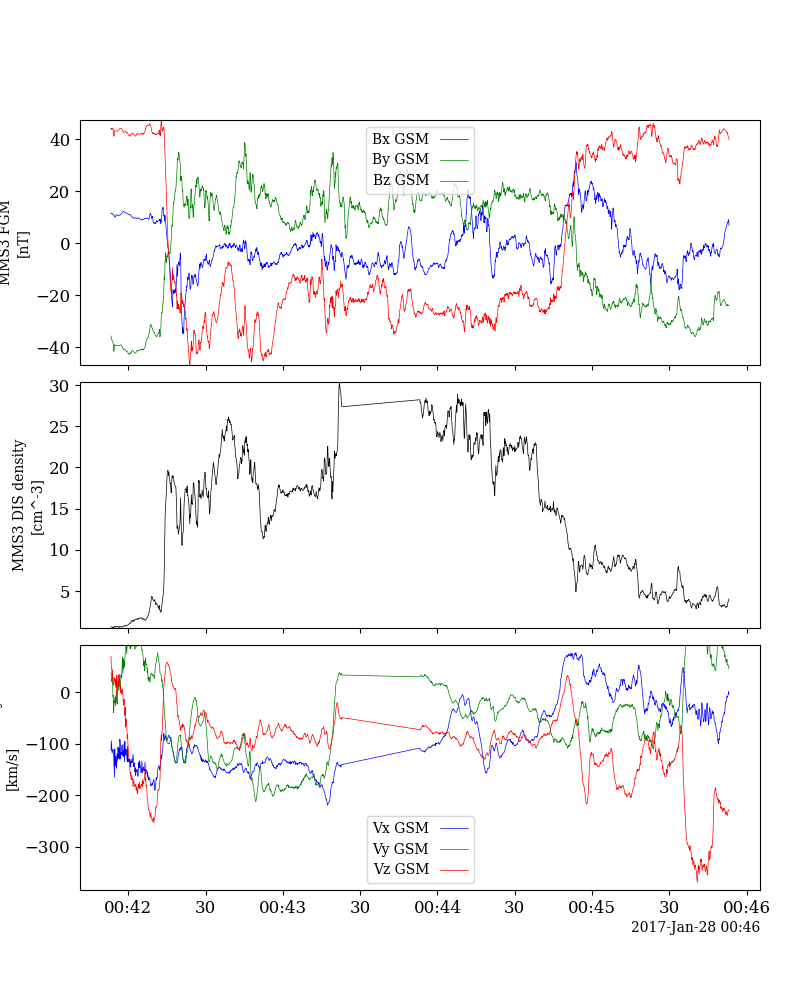 40
20
0
−20
−40
MMS3 FGM
[nT]
Bx GSM
By GSM
Bz GSM
30
25
20
15
10
5
MMS3 DIS density
[cm^-3]
0
−100
−200
−300
[km/s]
Vx GSM
Vy GSM
Vz GSM
00:42 30 00:43 30 00:44 30 00:45 30 00:46
2017-Jan-28 00:46